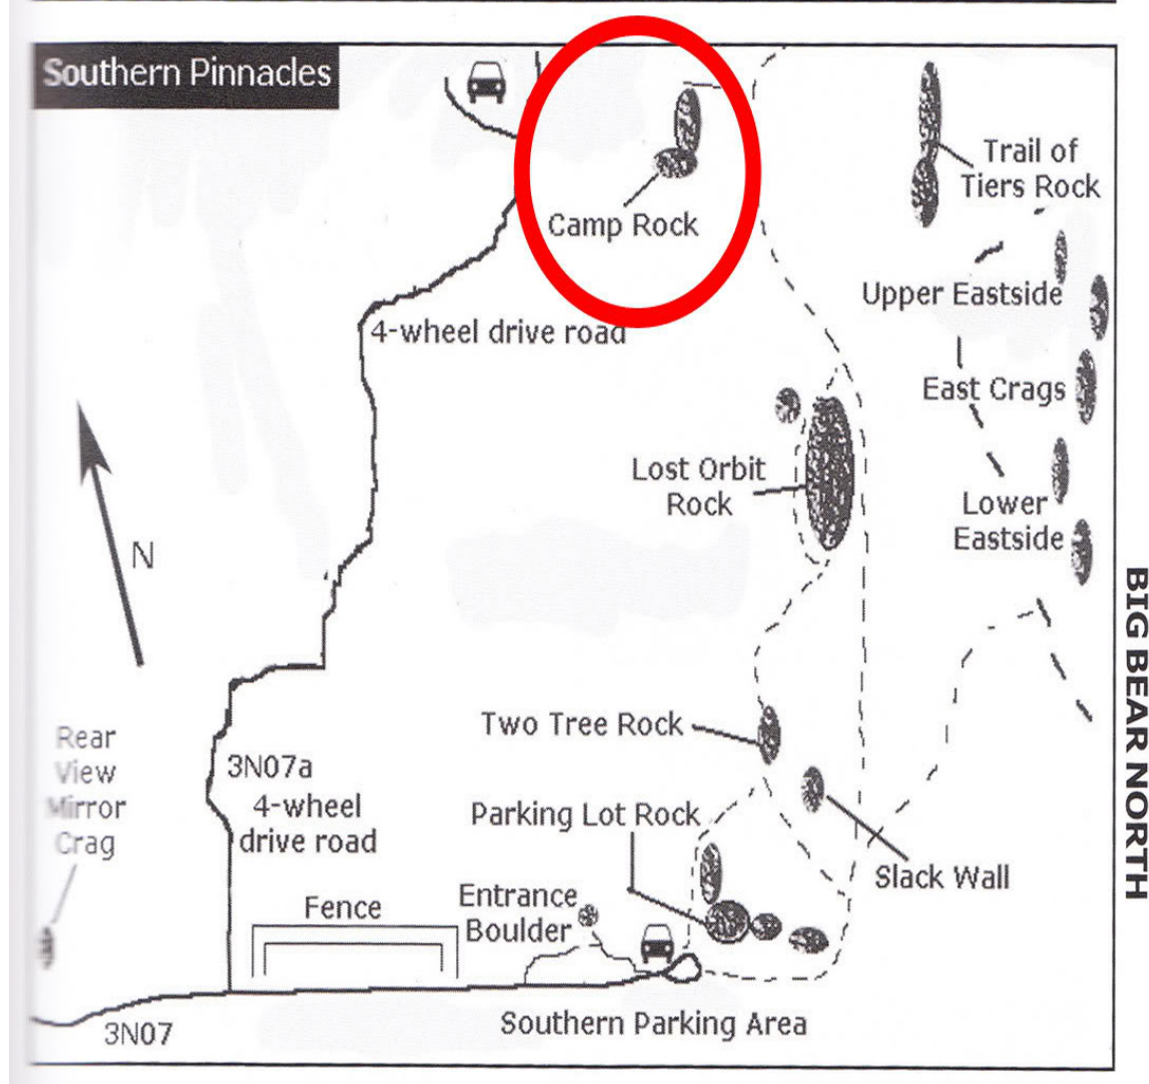 Southern Pinnacles
Trail of
Tiers Rock
Camp Rock
Upper Eastside
4-wheel drive road
East Crags
Lost Orbit
Rock
Lower
Eastside
N
BIG BEAR NORTH
Two Tree Rock
Rear
View
Mirror
Crag
3N07a
4-wheel
drive road
Parking Lot Rock
Slack Wall
Entrance
Boulder
Fence
Southern Parking Area
3N07